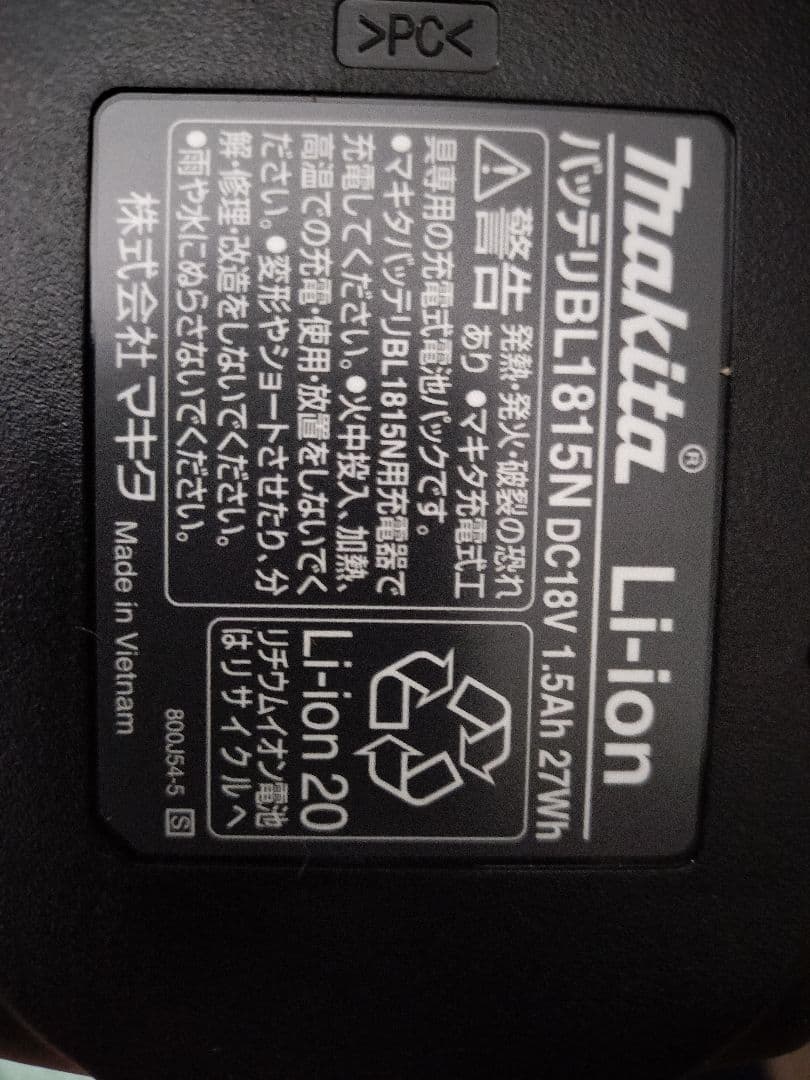 >PC<
makita® Li-ion
バッテリBL1815N DC18V 1.5Ah 27Wh
⚠警告 発熱・発火・破裂の恐れ
あり ●マキタ充電式工
具専用の充電式電池パックです。
●マキタバッテリBL1815N用充電器で
充電してください。●火中投入、加熱、
高温での充電・使用・放置をしないでく
ださい。●変形やショートさせたり、分
解・修理・改造をしないでください。
●雨や水にぬらさないでください。
Li-ion 20
リチウムイオン電池
はリサイクルへ
800J54-5 S
株式会社マキタ Made in Vietnam